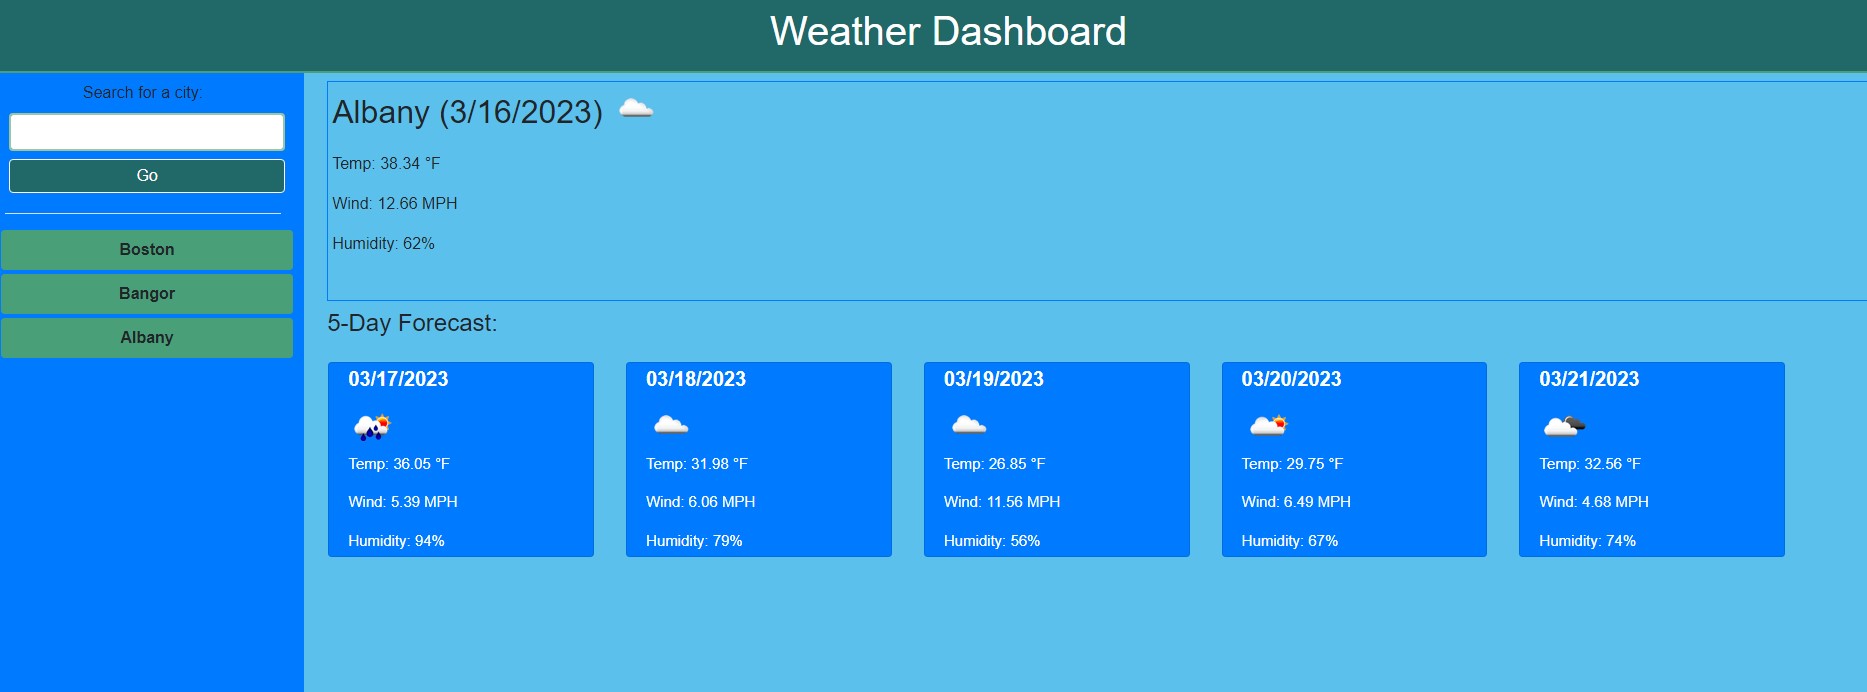 Weather Dashboard
Search for a city:
Go
Boston
Bangor
Albany
Albany (3/16/2023)
Temp: 38.34 °F
Wind: 12.66 MPH
Humidity: 62%
5-Day Forecast:
03/17/2023
Temp: 36.05 °F
Wind: 5.39 MPH
Humidity: 94%
03/18/2023
Temp: 31.98 °F
Wind: 6.06 MPH
Humidity: 79%
03/19/2023
Temp: 26.85 °F
Wind: 11.56 MPH
Humidity: 56%
03/20/2023
Temp: 29.75 °F
Wind: 6.49 MPH
Humidity: 67%
03/21/2023
Temp: 32.56 °F
Wind: 4.68 MPH
Humidity: 74%